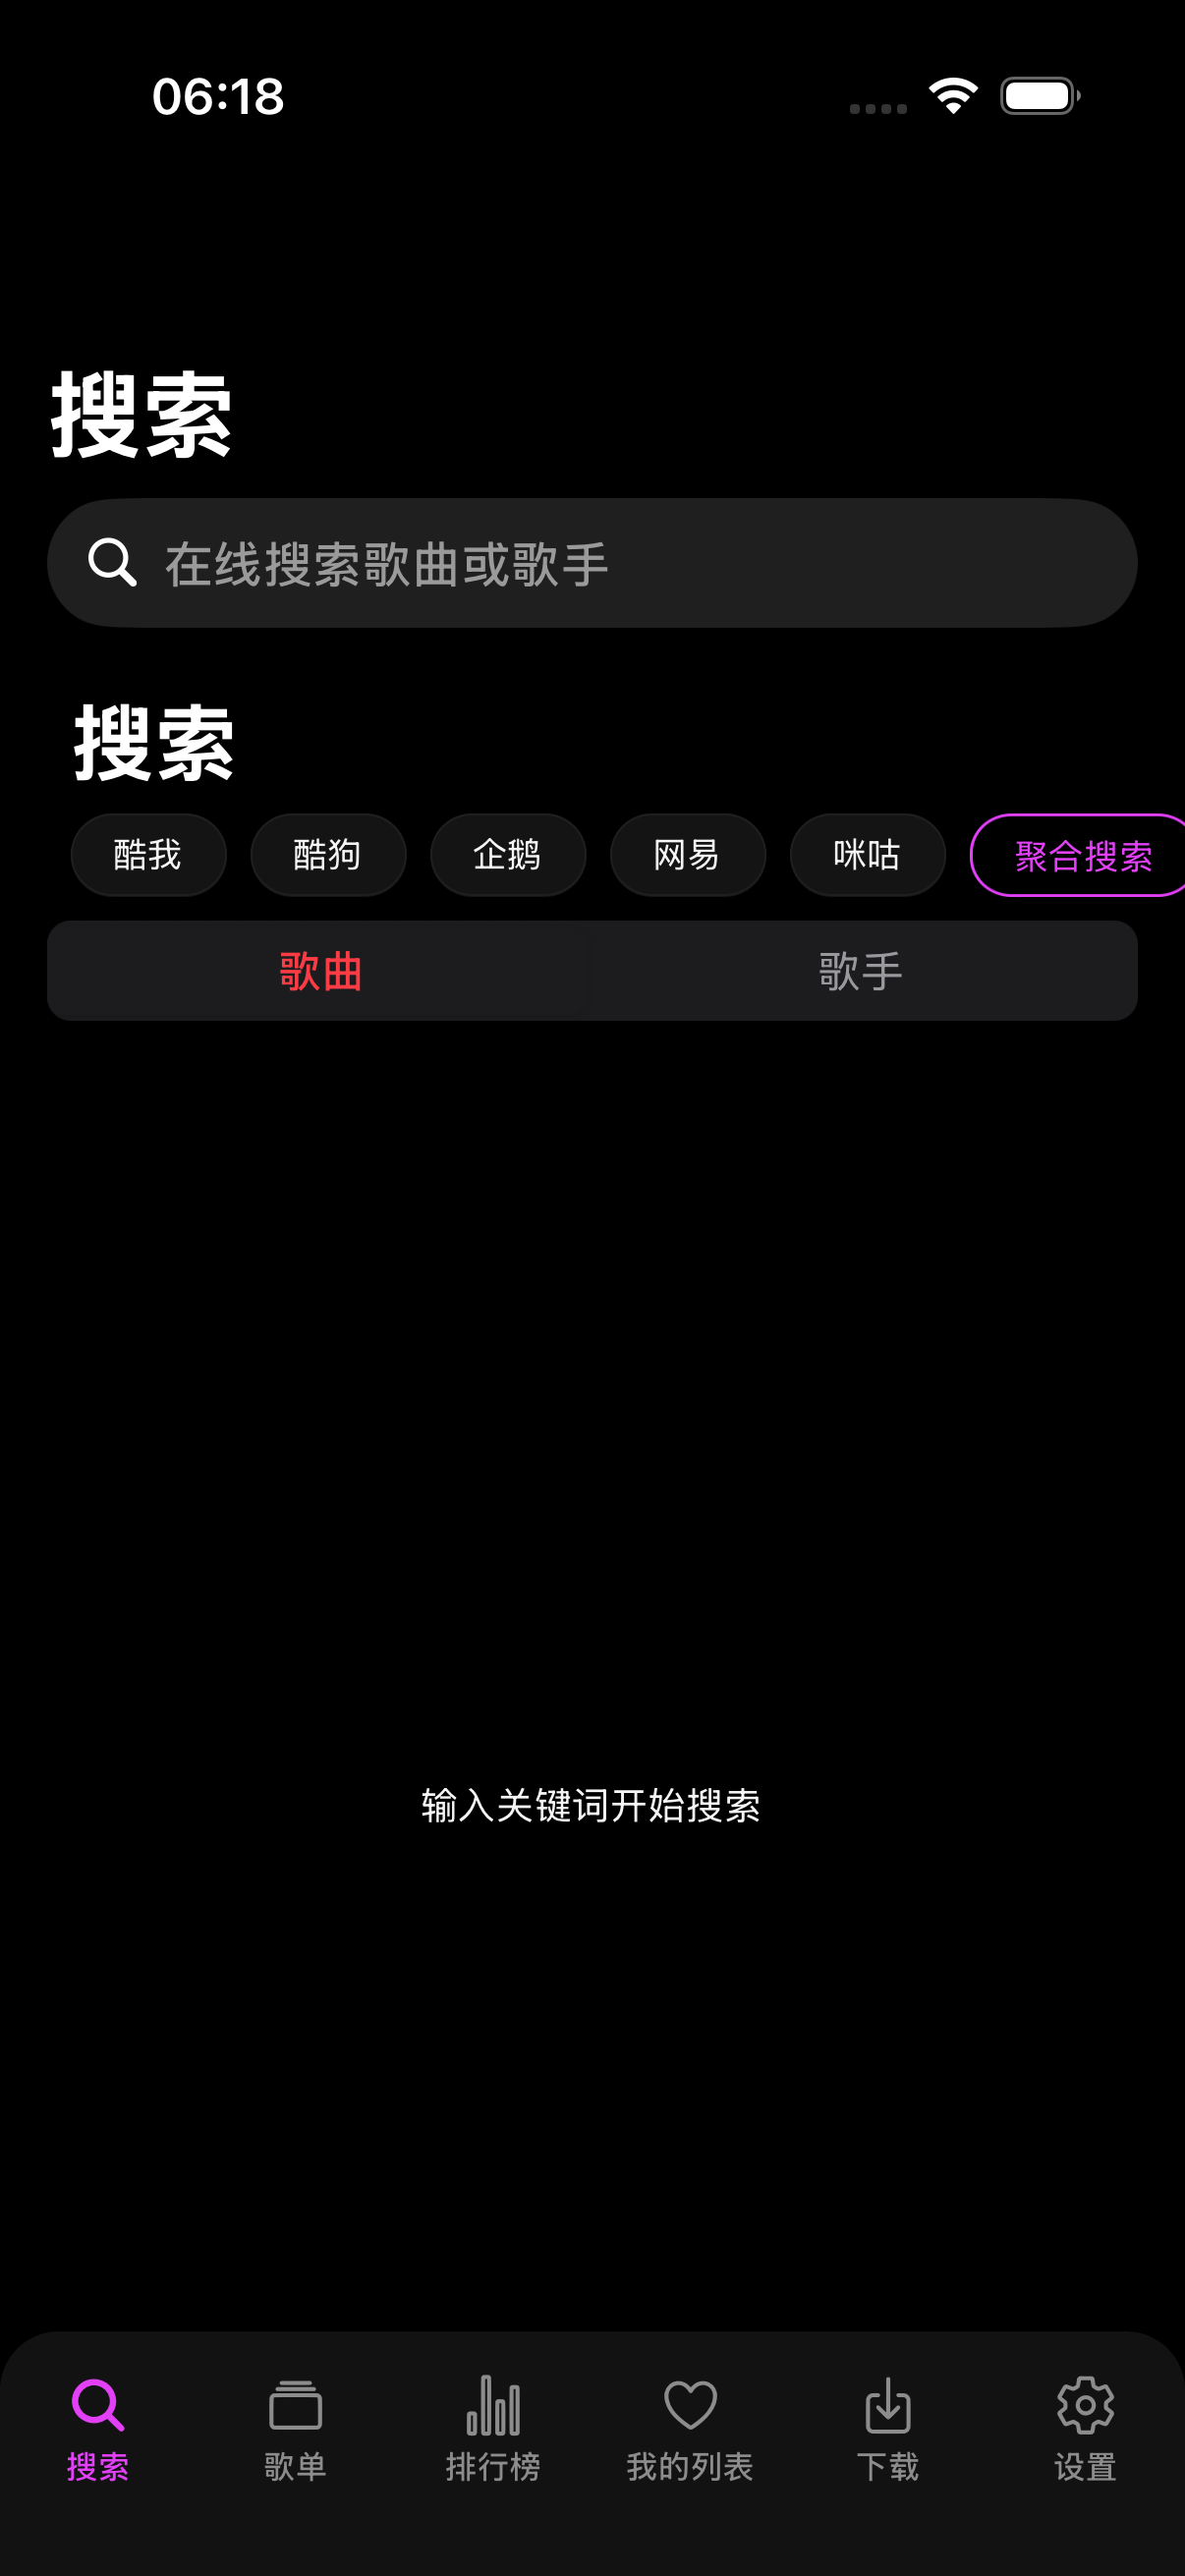 06:18
搜索
在线搜索歌曲或歌手
搜索
酷我 酷狗 企鹅 网易 咪咕 聚合搜索
歌曲 歌手
输入关键词开始搜索
搜索 歌单 排行榜 我的列表 下载 设置